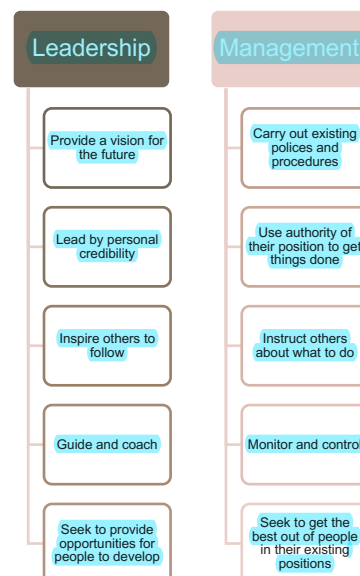 Leadership
Provide a vision for
the future
Lead by personal
credibility
Inspire others to
follow
Guide and coach
Seek to provide
opportunities for
people to develop
Management
Carry out existing
polices and
procedures
Use authority of
their position to get
things done
Instruct others
about what to do
Monitor and control
Seek to get the
best out of people
in their existing
positions